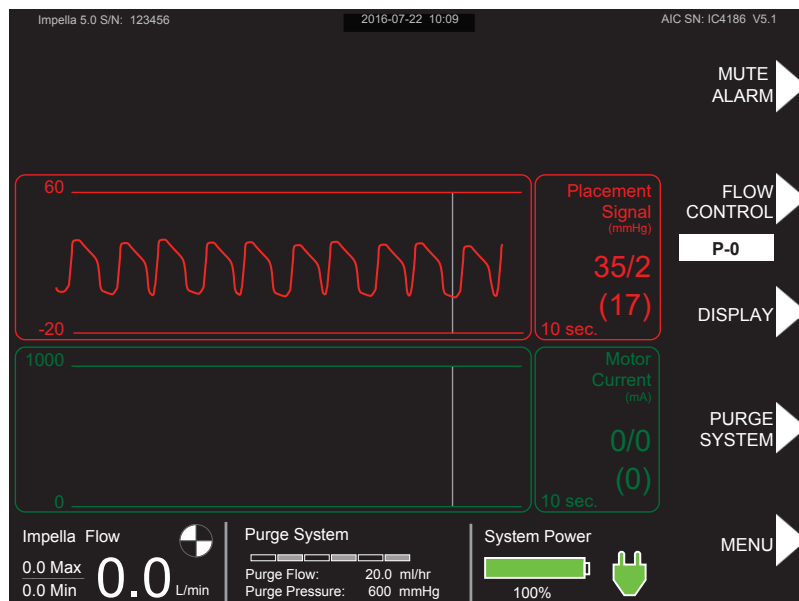 Impella 5.0 S/N: 123456
2016-07-22 10:09
AIC SN: IC4186 V5.1
MUTE
ALARM
60
-20
Placement
Signal
(mmHg)
35/2
(17)
10 sec.
FLOW
CONTROL
P-0
DISPLAY
1000
0
Motor
Current
(mA)
0/0
(0)
10 sec.
PURGE
SYSTEM
Impella Flow
0.0 Max
0.0 Min
0.0 L/min
Purge System
Purge Flow: 20.0 ml/hr
Purge Pressure: 600 mmHg
System Power
100%
MENU